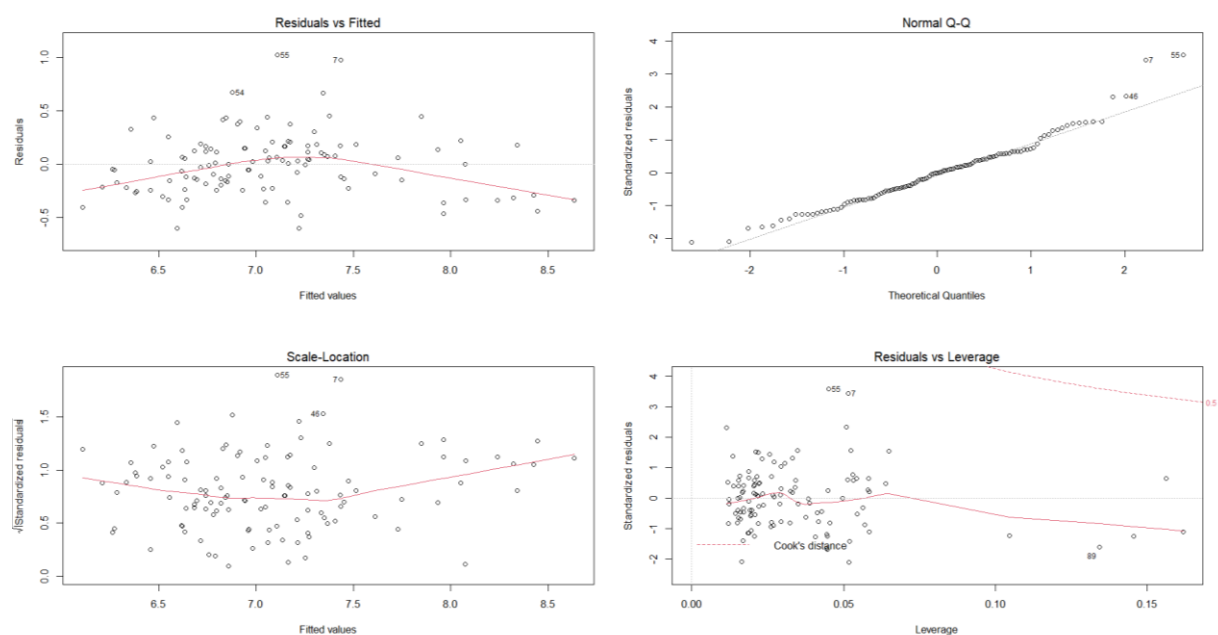 Residuals vs Fitted
Residuals
1.0
0.5
0.0
-0.5
55
7
54
6.5 7.0 7.5 8.0 8.5
Fitted values
Normal Q-Q
Standardized residuals
4
3
2
1
0
-1
-2
55
7
46
-2 -1 0 1 2
Theoretical Quantiles
Scale-Location
√|Standardized residuals
1.5
1.0
0.5
0.0
55
7
46
6.5 7.0 7.5 8.0 8.5
Fitted values
Residuals vs Leverage
Standardized residuals
4
3
2
1
0
-1
-2
55
7
0.5
Cook's distance
89
0.00 0.05 0.10 0.15
Leverage